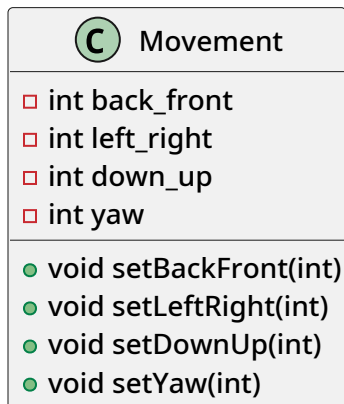 C Movement
int back_front
int left_right
int down_up
int yaw
void setBackFront(int)
void setLeftRight(int)
void setDownUp(int)
void setYaw(int)